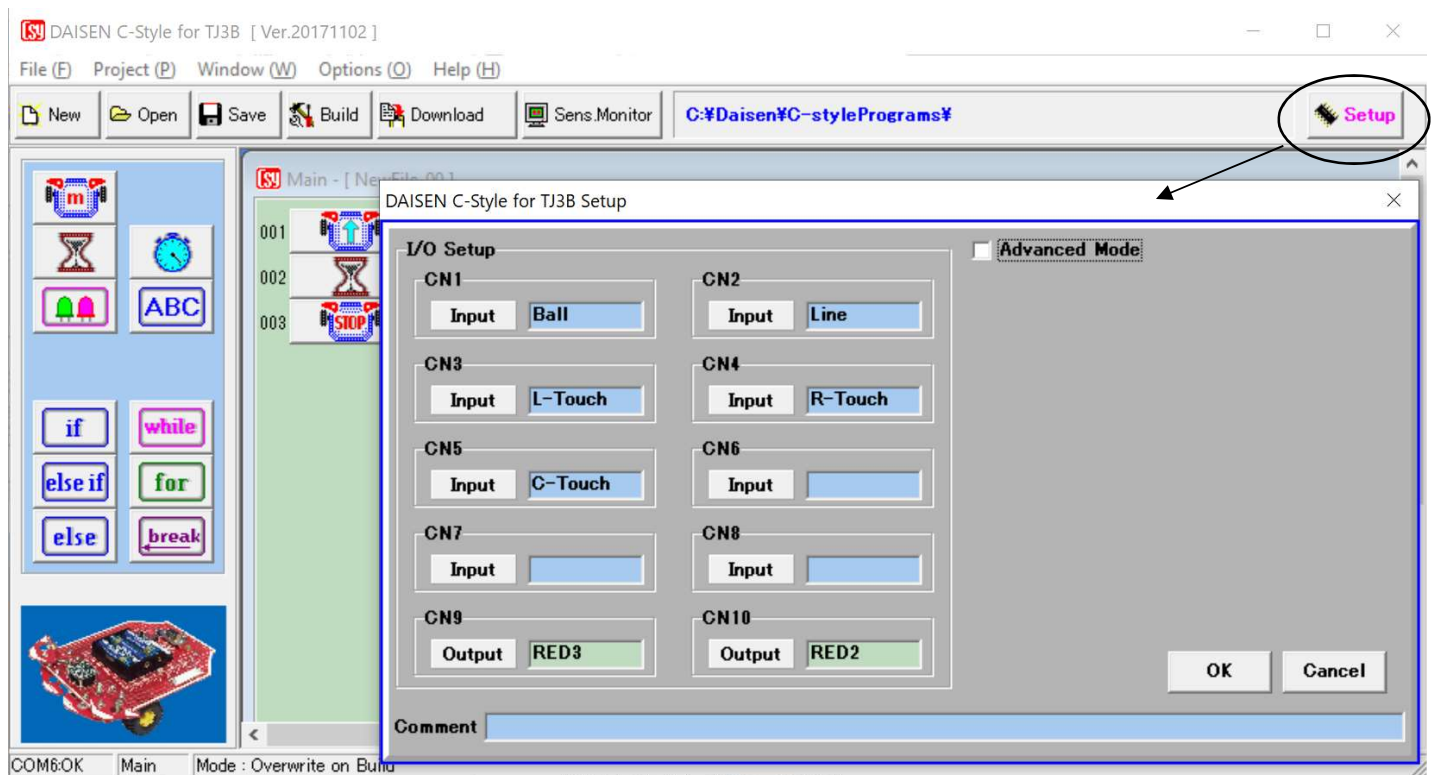 DAISEN C-Style for TJ3B [ Ver.20171102 ]
File (F) Project (P) Window (W) Options (O) Help (H)
New Open Save Build Download Sens.Monitor C:¥Daisen¥C-stylePrograms¥ Setup
m
ABC
if while
else if for
else break
Main - [ NewFile-00 ]
001
002
003 STOP
DAISEN C-Style for TJ3B Setup
I/O Setup
Advanced Mode
CN1 CN2
Input Ball Input Line
CN3 CN4
Input L-Touch Input R-Touch
CN5 CN6
Input C-Touch Input
CN7 CN8
Input Input
CN9 CN10
Output RED3 Output RED2
OK Cancel
Comment
COM6:OK Main Mode : Overwrite on Build